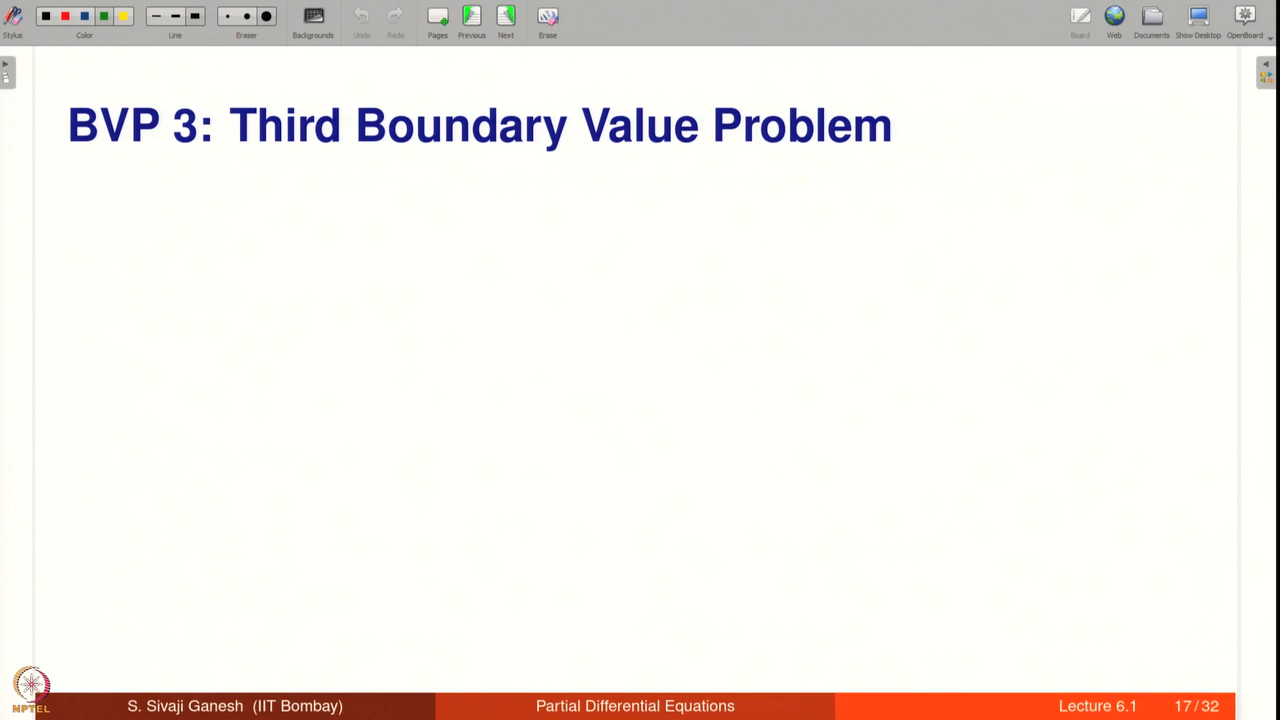 Stylus
Color
Line
Eraser
Backgrounds
Undo
Redo
Pages
Previous
Next
Erase
Board
Web
Documents
Show Desktop
OpenBoard
BVP 3: Third Boundary Value Problem
NPTEL
S. Sivaji Ganesh (IIT Bombay)
Partial Differential Equations
Lecture 6.1
17/32